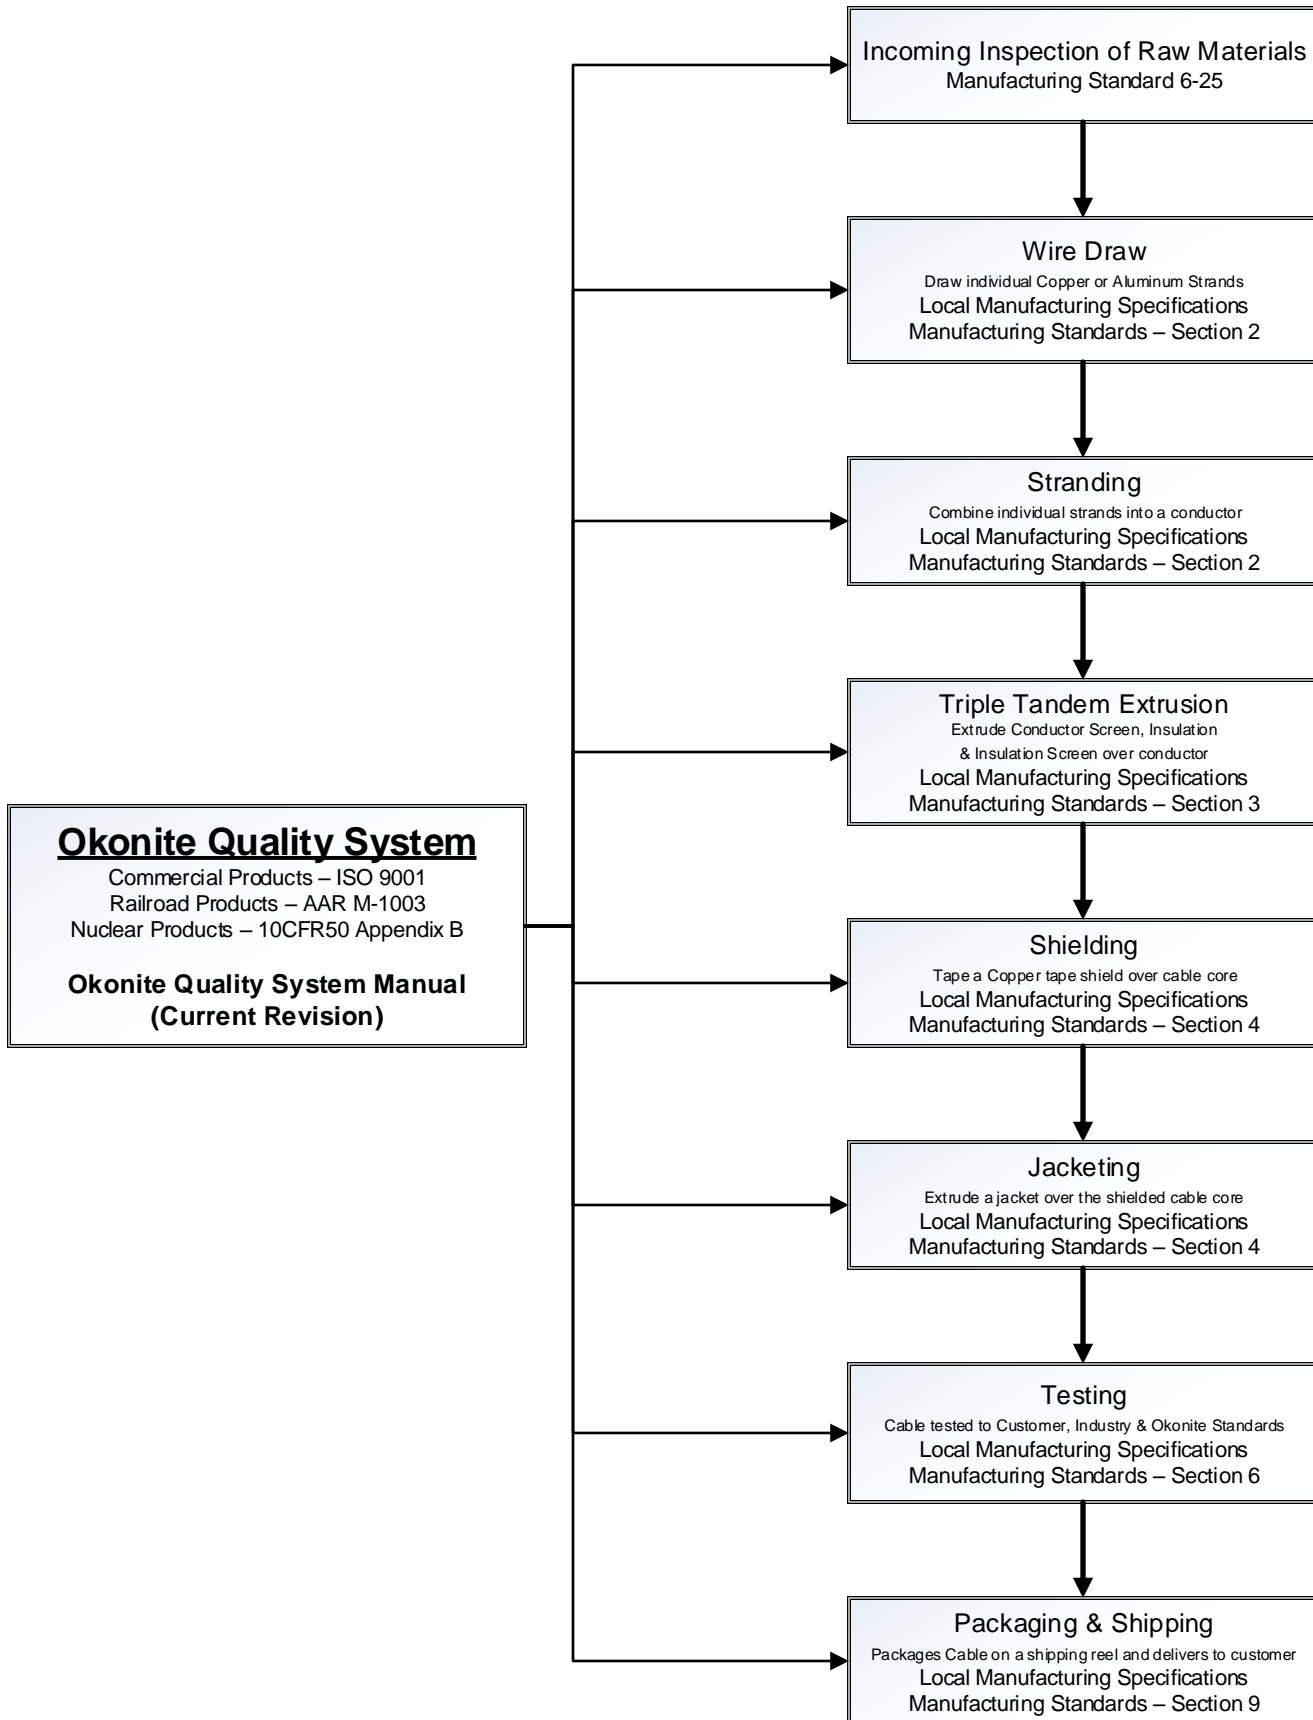 Incoming Inspection of Raw Materials
Manufacturing Standard 6-25
Wire Draw
Draw individual Copper or Aluminum Strands
Local Manufacturing Specifications
Manufacturing Standards – Section 2
Stranding
Combine individual strands into a conductor
Local Manufacturing Specifications
Manufacturing Standards – Section 2
Triple Tandem Extrusion
Extrude Conductor Screen, Insulation
& Insulation Screen over conductor
Local Manufacturing Specifications
Manufacturing Standards – Section 3
Okonite Quality System
Commercial Products – ISO 9001
Railroad Products – AAR M-1003
Nuclear Products – 10CFR50 Appendix B
Okonite Quality System Manual
(Current Revision)
Shielding
Tape a Copper tape shield over cable core
Local Manufacturing Specifications
Manufacturing Standards – Section 4
Jacketing
Extrude a jacket over the shielded cable core
Local Manufacturing Specifications
Manufacturing Standards – Section 4
Testing
Cable tested to Customer, Industry & Okonite Standards
Local Manufacturing Specifications
Manufacturing Standards – Section 6
Packaging & Shipping
Packages Cable on a shipping reel and delivers to customer
Local Manufacturing Specifications
Manufacturing Standards – Section 9